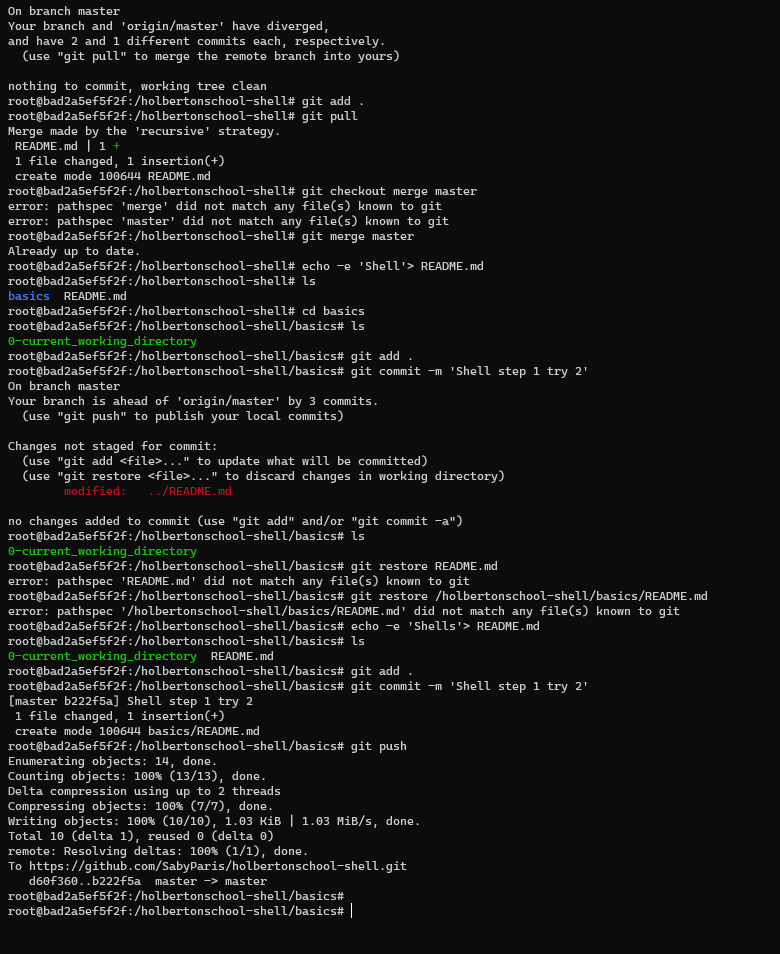 On branch master
Your branch and 'origin/master' have diverged,
and have 2 and 1 different commits each, respectively.
  (use "git pull" to merge the remote branch into yours)

nothing to commit, working tree clean
root@bad2a5ef5f2f:/holbertonschool-shell# git add .
root@bad2a5ef5f2f:/holbertonschool-shell# git pull
Merge made by the 'recursive' strategy.
 README.md | 1 +
 1 file changed, 1 insertion(+)
 create mode 100644 README.md
root@bad2a5ef5f2f:/holbertonschool-shell# git checkout merge master
error: pathspec 'merge' did not match any file(s) known to git
error: pathspec 'master' did not match any file(s) known to git
root@bad2a5ef5f2f:/holbertonschool-shell# git merge master
Already up to date.
root@bad2a5ef5f2f:/holbertonschool-shell# echo -e 'Shell'> README.md
root@bad2a5ef5f2f:/holbertonschool-shell# ls
basics  README.md
root@bad2a5ef5f2f:/holbertonschool-shell# cd basics
root@bad2a5ef5f2f:/holbertonschool-shell/basics# ls
0-current_working_directory
root@bad2a5ef5f2f:/holbertonschool-shell/basics# git add .
root@bad2a5ef5f2f:/holbertonschool-shell/basics# git commit -m 'Shell step 1 try 2'
On branch master
Your branch is ahead of 'origin/master' by 3 commits.
  (use "git push" to publish your local commits)

Changes not staged for commit:
  (use "git add <file>..." to update what will be committed)
  (use "git restore <file>..." to discard changes in working directory)
        modified:   ../README.md

no changes added to commit (use "git add" and/or "git commit -a")
root@bad2a5ef5f2f:/holbertonschool-shell/basics# ls
0-current_working_directory
root@bad2a5ef5f2f:/holbertonschool-shell/basics# git restore README.md
error: pathspec 'README.md' did not match any file(s) known to git
root@bad2a5ef5f2f:/holbertonschool-shell/basics# git restore /holbertonschool-shell/basics/README.md
error: pathspec '/holbertonschool-shell/basics/README.md' did not match any file(s) known to git
root@bad2a5ef5f2f:/holbertonschool-shell/basics# echo -e 'Shells'> README.md
root@bad2a5ef5f2f:/holbertonschool-shell/basics# ls
0-current_working_directory  README.md
root@bad2a5ef5f2f:/holbertonschool-shell/basics# git add .
root@bad2a5ef5f2f:/holbertonschool-shell/basics# git commit -m 'Shell step 1 try 2'
[master b222f5a] Shell step 1 try 2
 1 file changed, 1 insertion(+)
 create mode 100644 basics/README.md
root@bad2a5ef5f2f:/holbertonschool-shell/basics# git push
Enumerating objects: 14, done.
Counting objects: 100% (13/13), done.
Delta compression using up to 2 threads
Compressing objects: 100% (7/7), done.
Writing objects: 100% (10/10), 1.03 KiB | 1.03 MiB/s, done.
Total 10 (delta 1), reused 0 (delta 0)
remote: Resolving deltas: 100% (1/1), done.
To https://github.com/SabyParis/holbertonschool-shell.git
   d60f360..b222f5a  master -> master
root@bad2a5ef5f2f:/holbertonschool-shell/basics#
root@bad2a5ef5f2f:/holbertonschool-shell/basics#